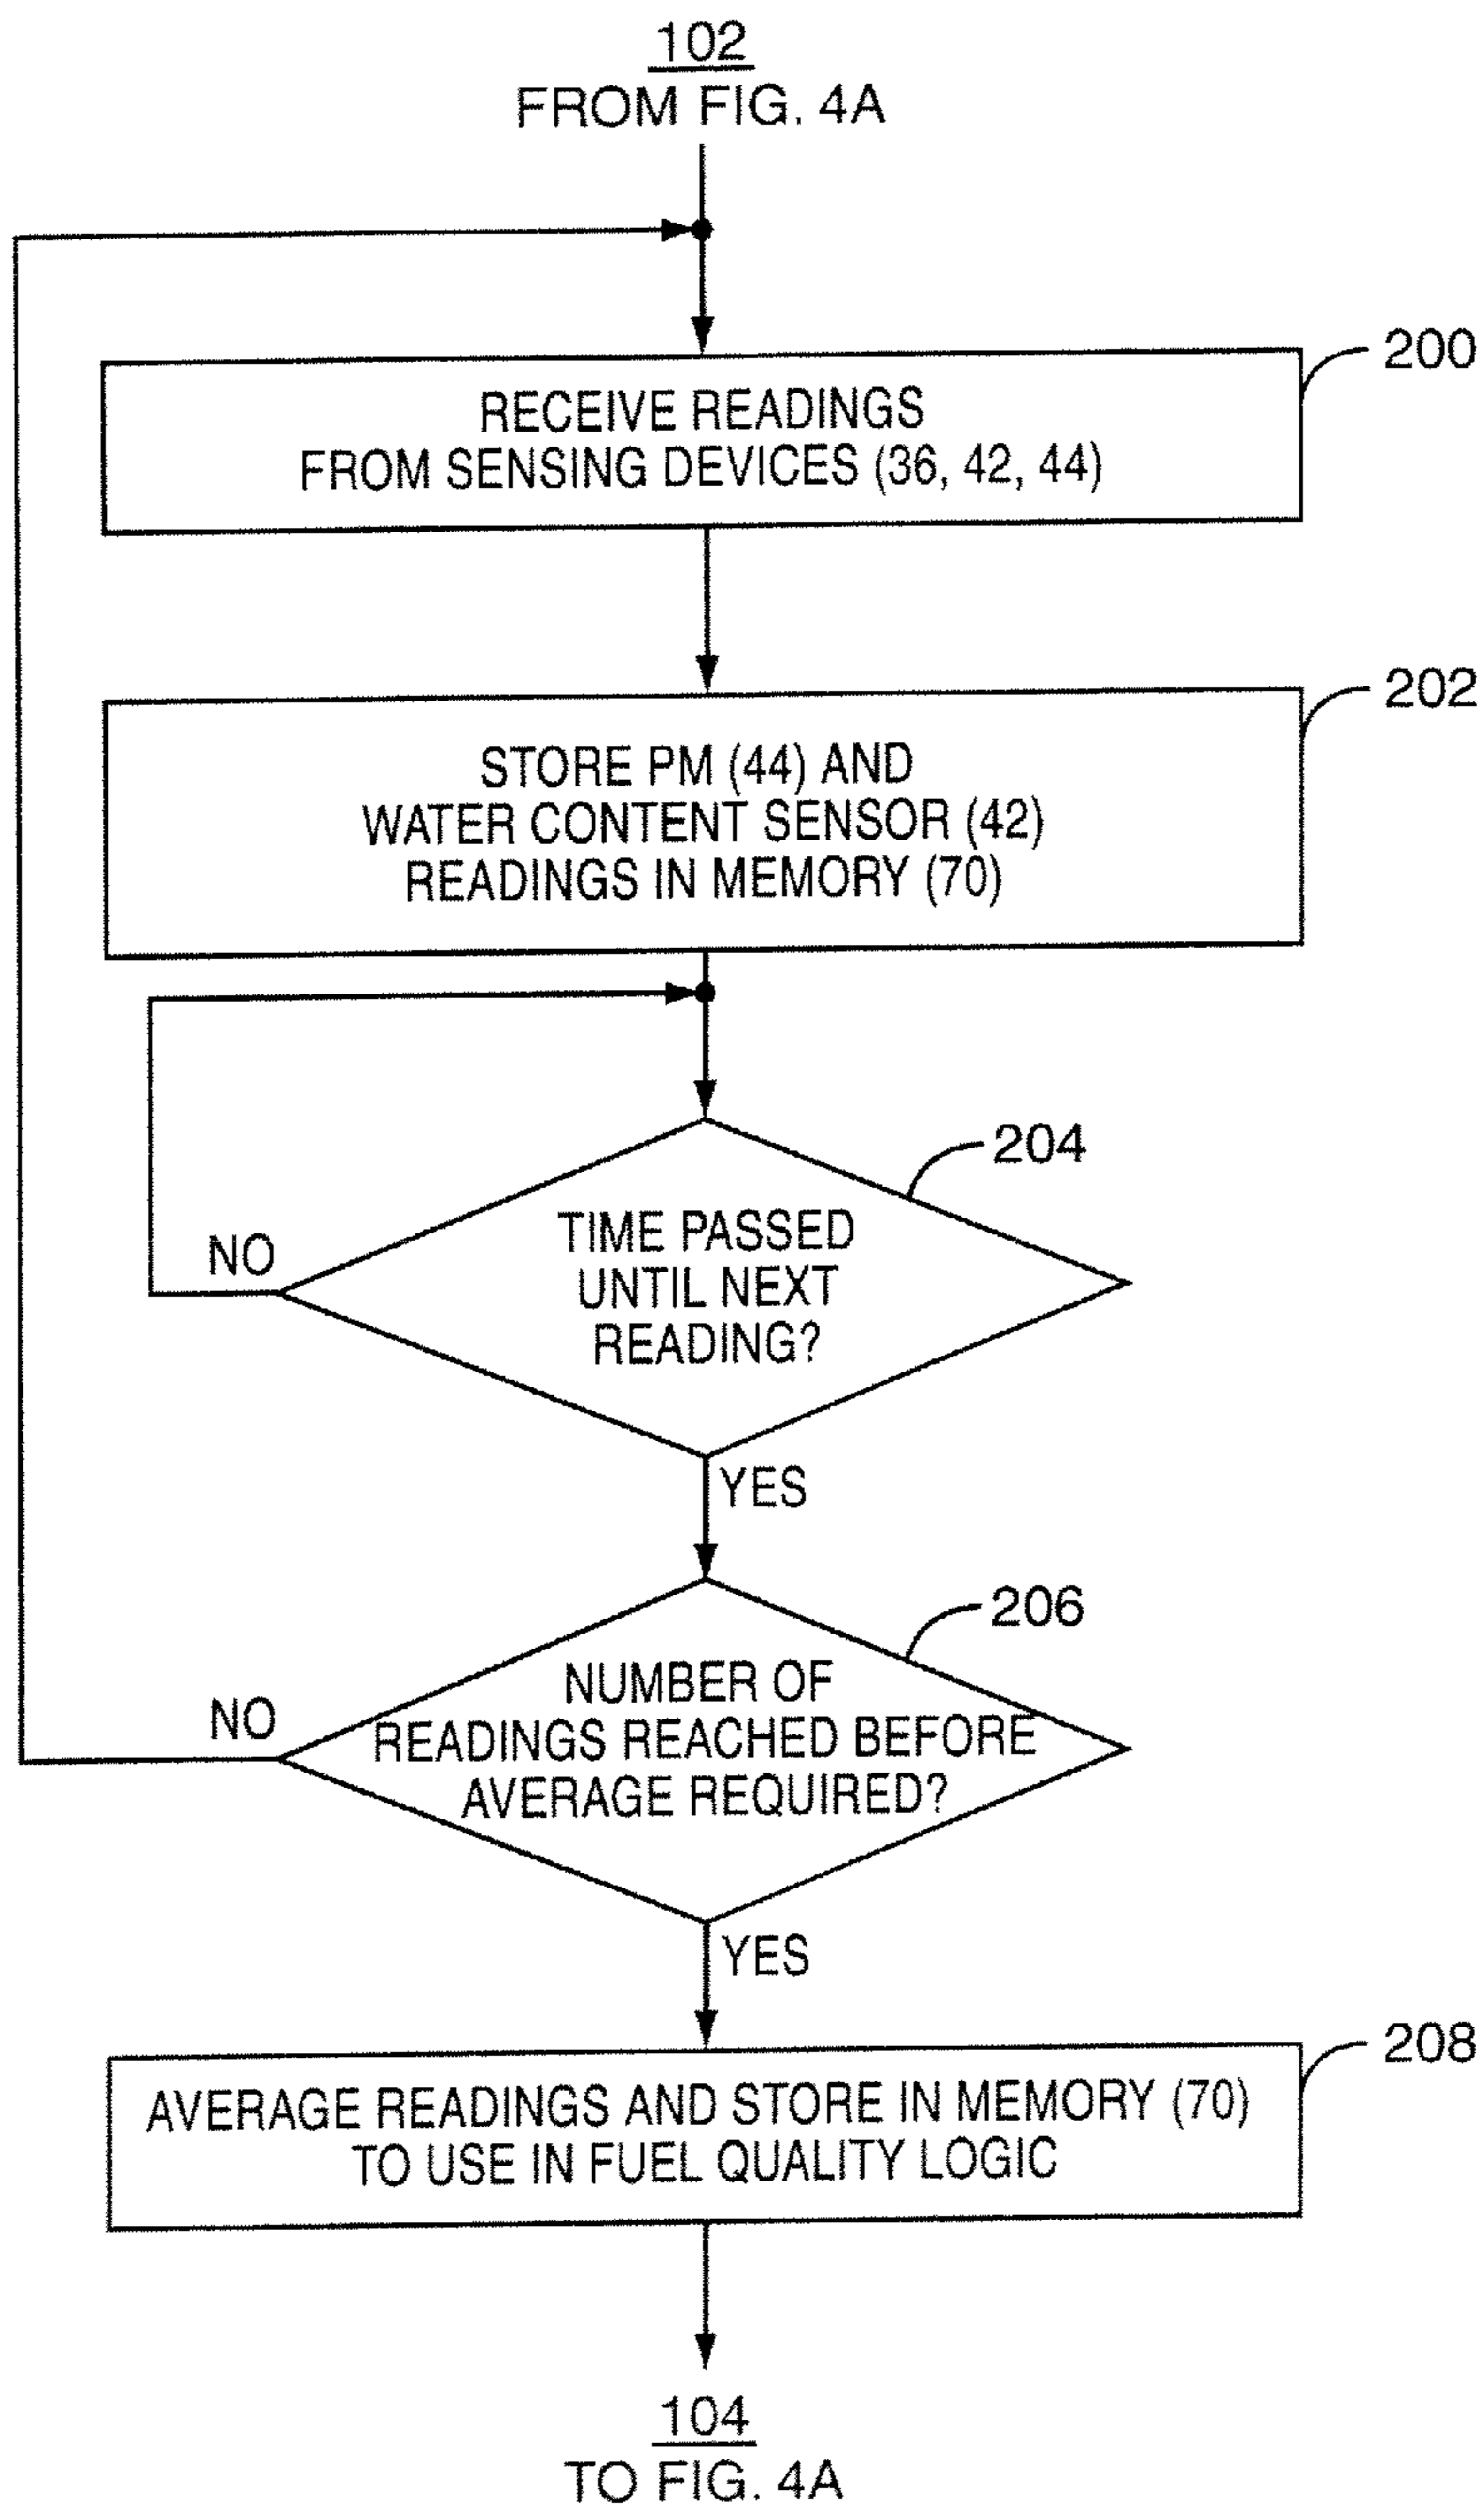 102
FROM FIG. 4A
200
RECEIVE READINGS
FROM SENSING DEVICES (36, 42, 44)
202
STORE PM (44) AND
WATER CONTENT SENSOR (42)
READINGS IN MEMORY (70)
204
TIME PASSED
UNTIL NEXT
READING?
NO
YES
206
NUMBER OF
READINGS REACHED BEFORE
AVERAGE REQUIRED?
NO
YES
208
AVERAGE READINGS AND STORE IN MEMORY (70)
TO USE IN FUEL QUALITY LOGIC
104
TO FIG. 4A